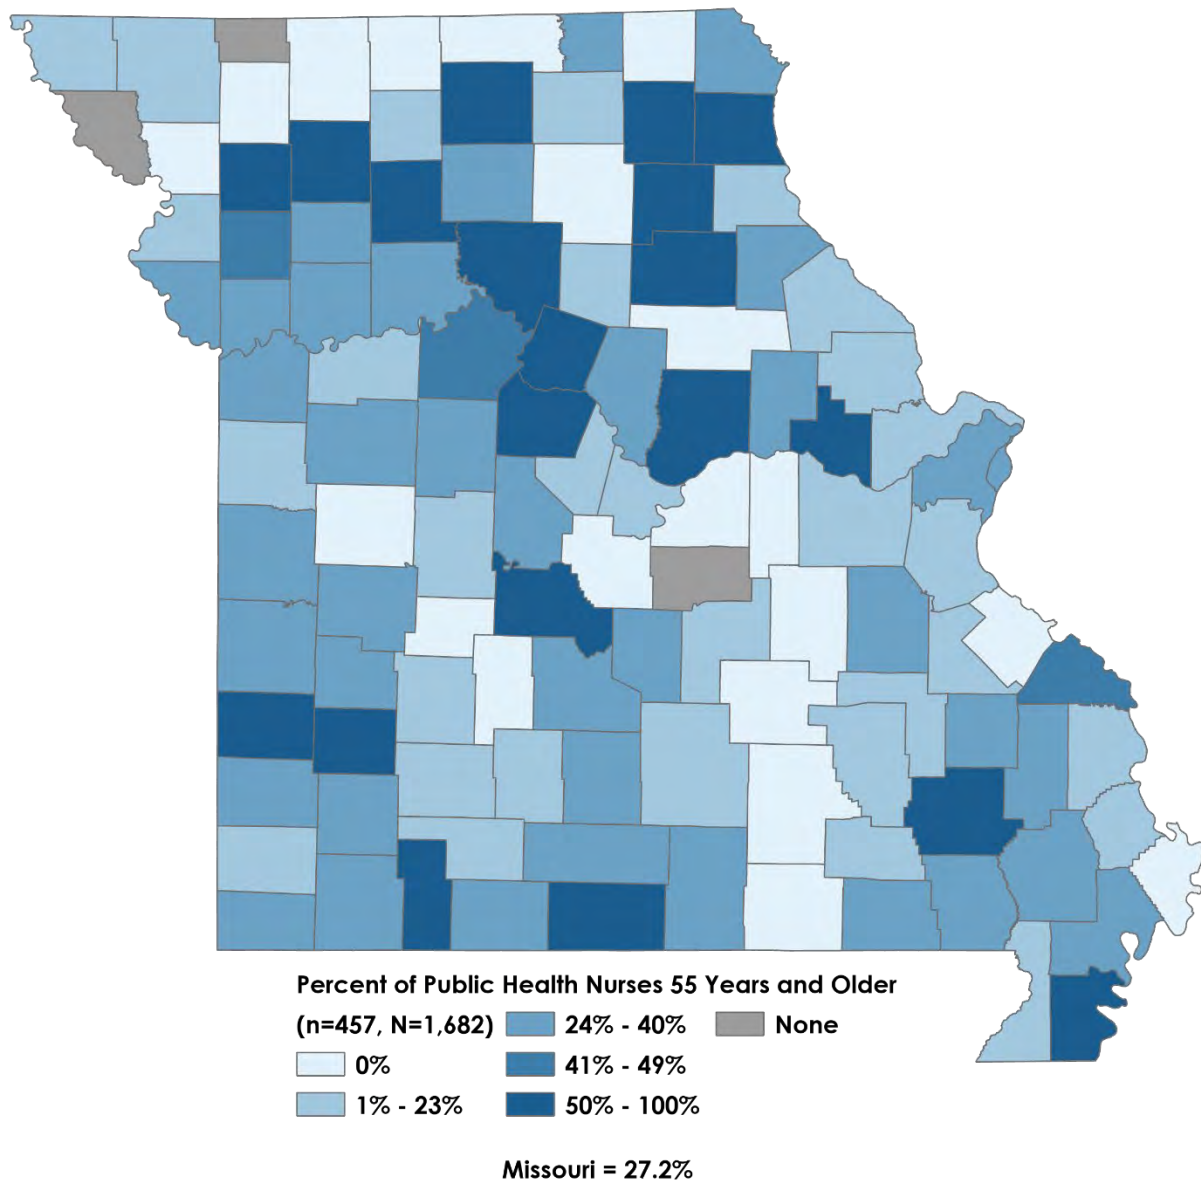 Percent of Public Health Nurses 55 Years and Older
(n=457, N=1,682) 24% - 40% None
0% 41% - 49%
1% - 23% 50% - 100%
Missouri = 27.2%